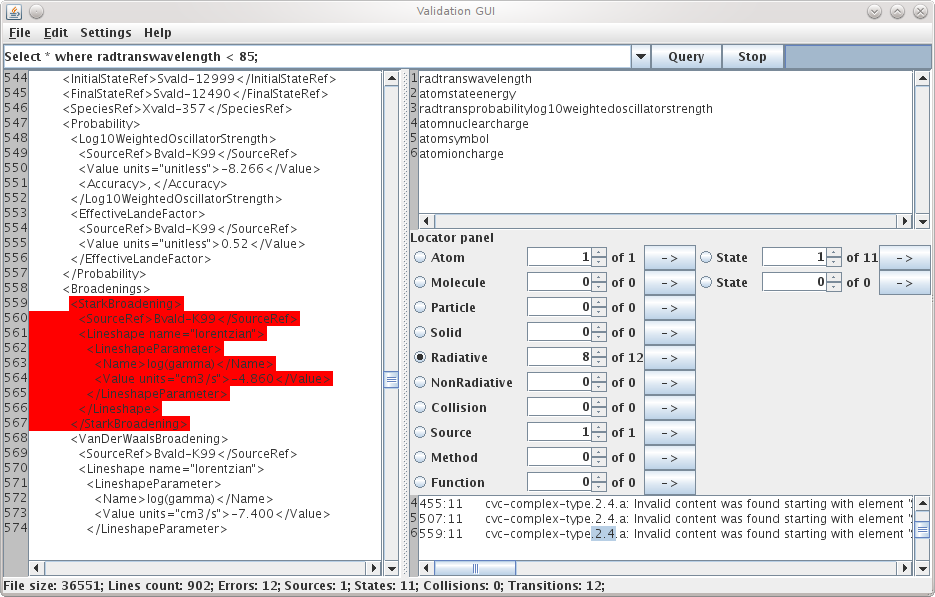 Validation GUI
File Edit Settings Help
Select * where radtranswavelength < 85;
Query Stop
544 <InitialStateRef>Svald-12999</InitialStateRef>
545 <FinalStateRef>Svald-12490</FinalStateRef>
546 <SpeciesRef>Xvald-357</SpeciesRef>
547 <Probability>
548 <Log10WeightedOscillatorStrength>
549 <SourceRef>Bvald-K99</SourceRef>
550 <Value units="unitless">-8.266</Value>
551 <Accuracy>,</Accuracy>
552 </Log10WeightedOscillatorStrength>
553 <EffectiveLandeFactor>
554 <SourceRef>Bvald-K99</SourceRef>
555 <Value units="unitless">0.52</Value>
556 </EffectiveLandeFactor>
557 </Probability>
558 <Broadenings>
559 <StarkBroadening>
560 <SourceRef>Bvald-K99</SourceRef>
561 <Lineshape name="lorentzian">
562 <LineshapeParameter>
563 <Name>log(gamma)</Name>
564 <Value units="cm3/s">-4.860</Value>
565 </LineshapeParameter>
566 </Lineshape>
567 </StarkBroadening>
568 <VanDerWaalsBroadening>
569 <SourceRef>Bvald-K99</SourceRef>
570 <Lineshape name="lorentzian">
571 <LineshapeParameter>
572 <Name>log(gamma)</Name>
573 <Value units="cm3/s">-7.400</Value>
574 </LineshapeParameter>
1 radtranswavelength
2 atomstateenergy
3 radtransprobabilitylog10weightedoscillatorstrength
4 atomnuclearcharge
5 atomsymbol
6 atomioncharge
Locator panel
Atom 1 of 1 -> State 1 of 11 ->
Molecule 0 of 0 -> State 0 of 0 ->
Particle 0 of 0 ->
Solid 0 of 0 ->
Radiative 8 of 12 ->
NonRadiative 0 of 0 ->
Collision 0 of 0 ->
Source 1 of 1 ->
Method 0 of 0 ->
Function 0 of 0 ->
4 455:11 cvc-complex-type.2.4.a: Invalid content was found starting with element '
5 507:11 cvc-complex-type.2.4.a: Invalid content was found starting with element '
6 559:11 cvc-complex-type.2.4.a: Invalid content was found starting with element '
File size: 36551; Lines count: 902; Errors: 12; Sources: 1; States: 11; Collisions: 0; Transitions: 12;